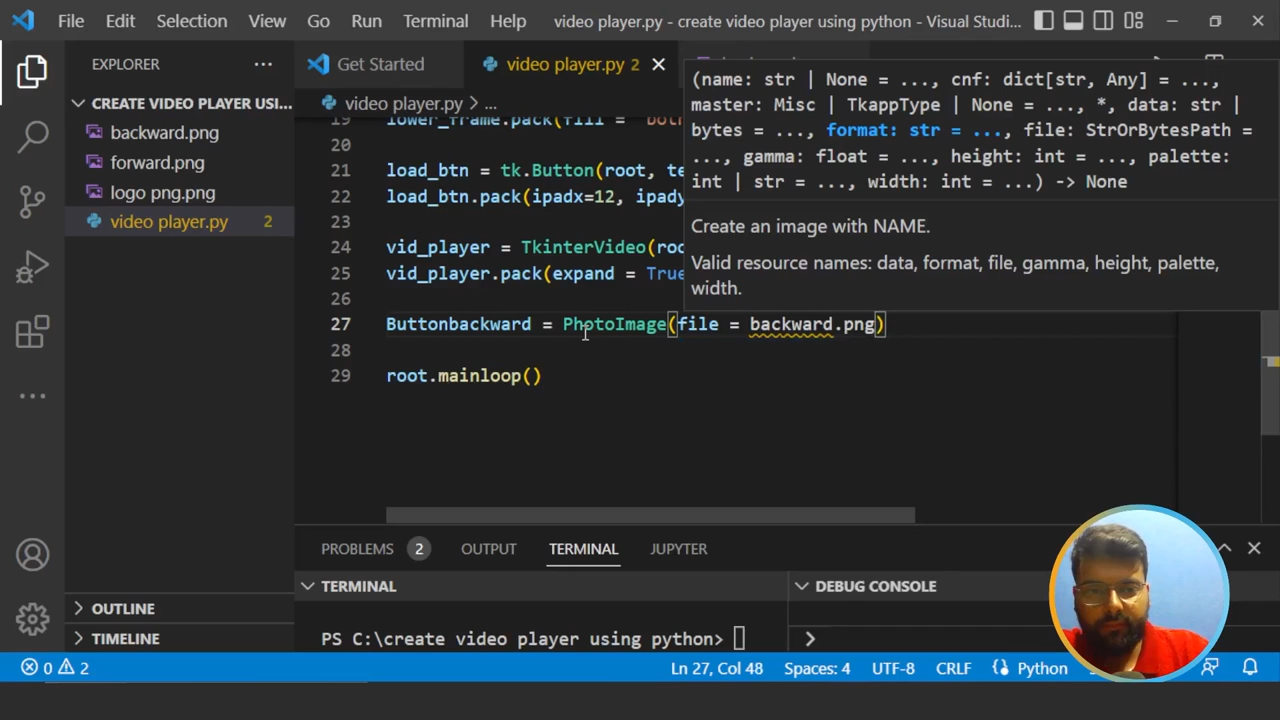 File Edit Selection View Go Run Terminal Help video player.py - create video player using python - Visual Studi...
EXPLORER
CREATE VIDEO PLAYER USI...
backward.png
forward.png
logo png.png
video player.py 2
Get Started
video player.py 2
video player.py > ...
19 lower_frame.pack(fill = "both
20
21 load_btn = tk.Button(root, te
22 load_btn.pack(ipadx=12, ipady
23
24 vid_player = TkinterVideo(roo
25 vid_player.pack(expand = True
26
27 Buttonbackward = PhotoImage(file = backward.png)
28
29 root.mainloop()
(name: str | None = ..., cnf: dict[str, Any] = ...,
master: Misc | TkappType | None = ..., *, data: str |
bytes = ..., format: str = ..., file: StrOrBytesPath =
..., gamma: float = ..., height: int = ..., palette:
int | str = ..., width: int = ...) -> None
Create an image with NAME.
Valid resource names: data, format, file, gamma, height, palette,
width.
PROBLEMS 2 OUTPUT TERMINAL JUPYTER
TERMINAL
PS C:\create video player using python>
DEBUG CONSOLE
>
OUTLINE
TIMELINE
0 2
Ln 27, Col 48 Spaces: 4 UTF-8 CRLF Python